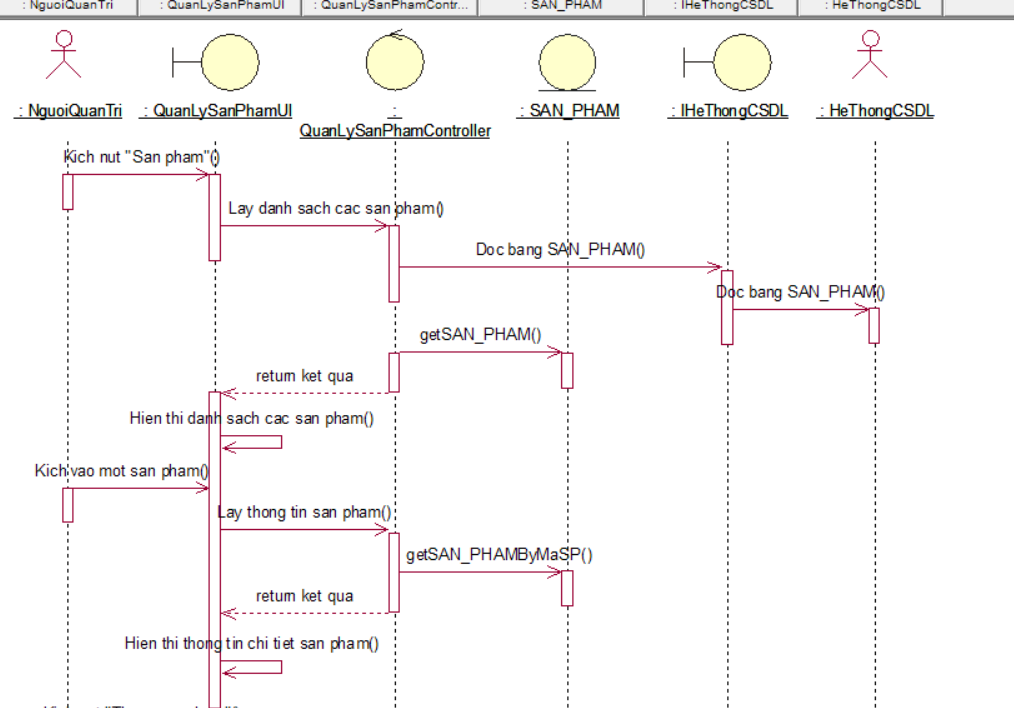 : NguoiQuanTri : QuanLySanPhamUI : QuanLySanPhamContr... : SAN_PHAM : IHeThongCSDL : HeThongCSDL
: NguoiQuanTri : QuanLySanPhamUI : : SAN_PHAM : IHeThongCSDL : HeThongCSDL
QuanLySanPhamController
Kich nut "San pham"()
Lay danh sach cac san pham()
Doc bang SAN_PHAM()
Doc bang SAN_PHAM()
getSAN_PHAM()
return ket qua
Hien thi danh sach cac san pham()
Kich vao mot san pham()
Lay thong tin san pham()
getSAN_PHAMByMaSP()
return ket qua
Hien thi thong tin chi tiet san pham()